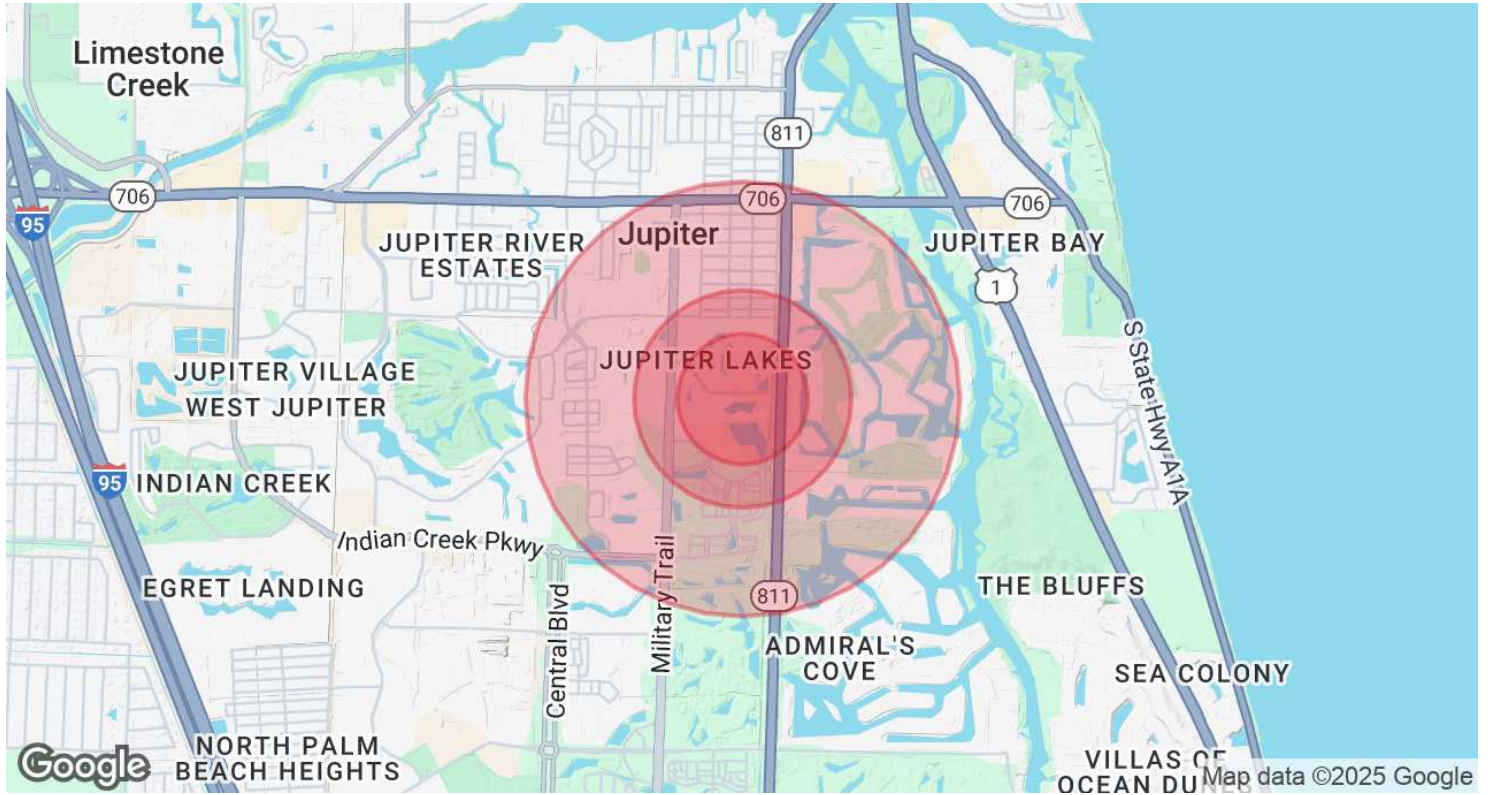 Limestone
Creek
811
706
706
706
95
JUPITER RIVER
ESTATES
Jupiter
JUPITER BAY
1
JUPITER LAKES
JUPITER VILLAGE
WEST JUPITER
S State Hwy A1A
95
INDIAN CREEK
Indian Creek Pkwy
EGRET LANDING
Central Blvd
Military Trail
811
THE BLUFFS
ADMIRAL'S
COVE
SEA COLONY
NORTH PALM
BEACH HEIGHTS
VILLAS OF
OCEAN DUNES
Google
Map data ©2025 Google